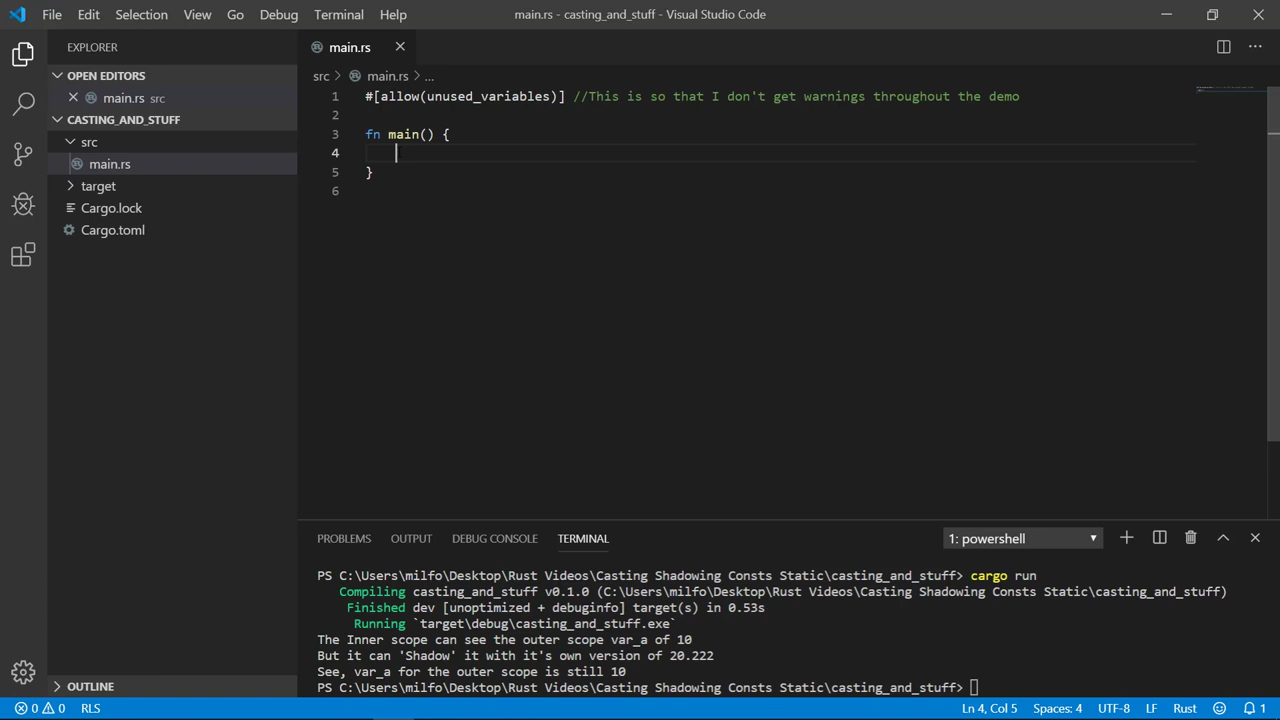 File Edit Selection View Go Debug Terminal Help
main.rs - casting_and_stuff - Visual Studio Code
EXPLORER
OPEN EDITORS
main.rs src
CASTING_AND_STUFF
src
main.rs
target
Cargo.lock
Cargo.toml
OUTLINE
main.rs
src > main.rs > ...
1 #[allow(unused_variables)] //This is so that I don't get warnings throughout the demo
2
3 fn main() {
4
5 }
6
PROBLEMS OUTPUT DEBUG CONSOLE TERMINAL
1: powershell
PS C:\Users\milfo\Desktop\Rust Videos\Casting Shadowing Consts Static\casting_and_stuff> cargo run
Compiling casting_and_stuff v0.1.0 (C:\Users\milfo\Desktop\Rust Videos\Casting Shadowing Consts Static\casting_and_stuff)
Finished dev [unoptimized + debuginfo] target(s) in 0.53s
Running `target\debug\casting_and_stuff.exe`
The Inner scope can see the outer scope var_a of 10
But it can 'Shadow' it with it's own version of 20.222
See, var_a for the outer scope is still 10
PS C:\Users\milfo\Desktop\Rust Videos\Casting Shadowing Consts Static\casting_and_stuff>
0 0 RLS
Ln 4, Col 5 Spaces: 4 UTF-8 LF Rust 1